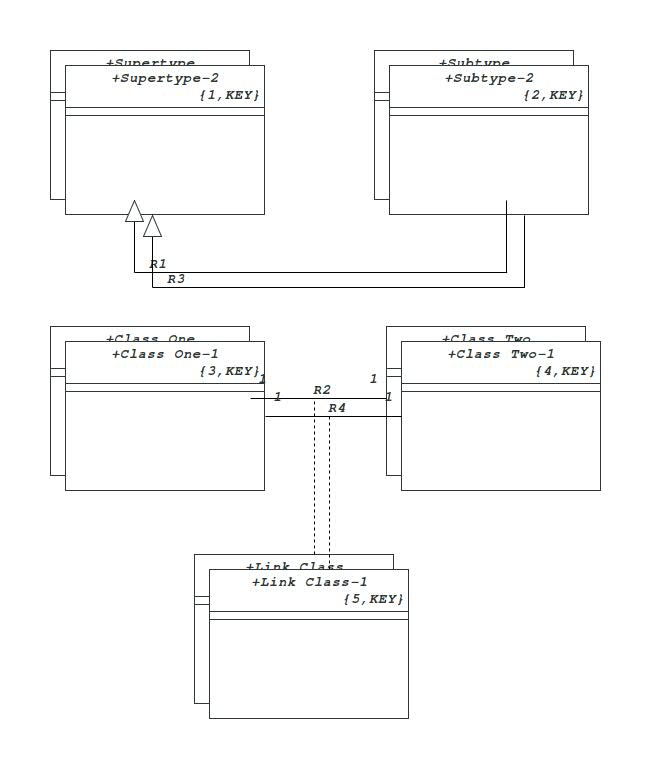 +Supertype
+Subtype
+Supertype-2
+Subtype-2
{1,KEY}
{2,KEY}
R1
R3
+Class One
+Class Two
+Class One-1
+Class Two-1
{3,KEY}
{4,KEY}
1
1
R2
1
1
R4
+Link Class
+Link Class-1
{5,KEY}